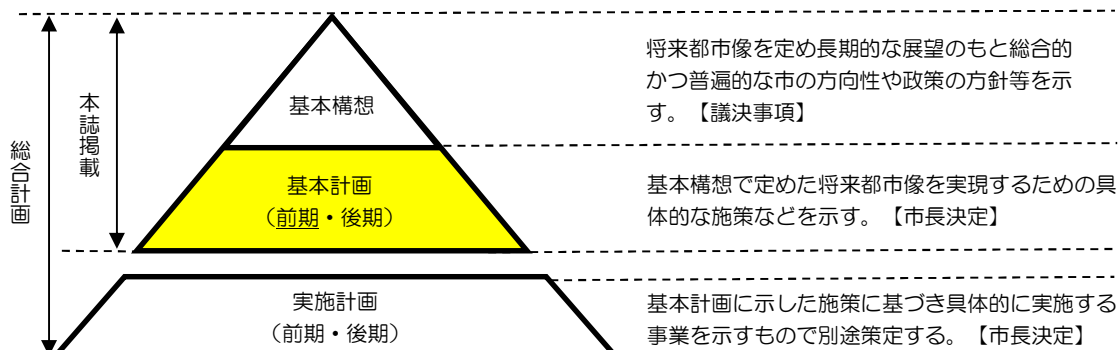 総合計画
本誌掲載
基本構想
将来都市像を定め長期的な展望のもと総合的
かつ普遍的な市の方向性や政策の方針等を示
す。【議決事項】
基本計画
（前期・後期）
基本構想で定めた将来都市像を実現するための具
体的な施策などを示す。【市長決定】
実施計画
（前期・後期）
基本計画に示した施策に基づき具体的に実施する
事業を示すもので別途策定する。【市長決定】